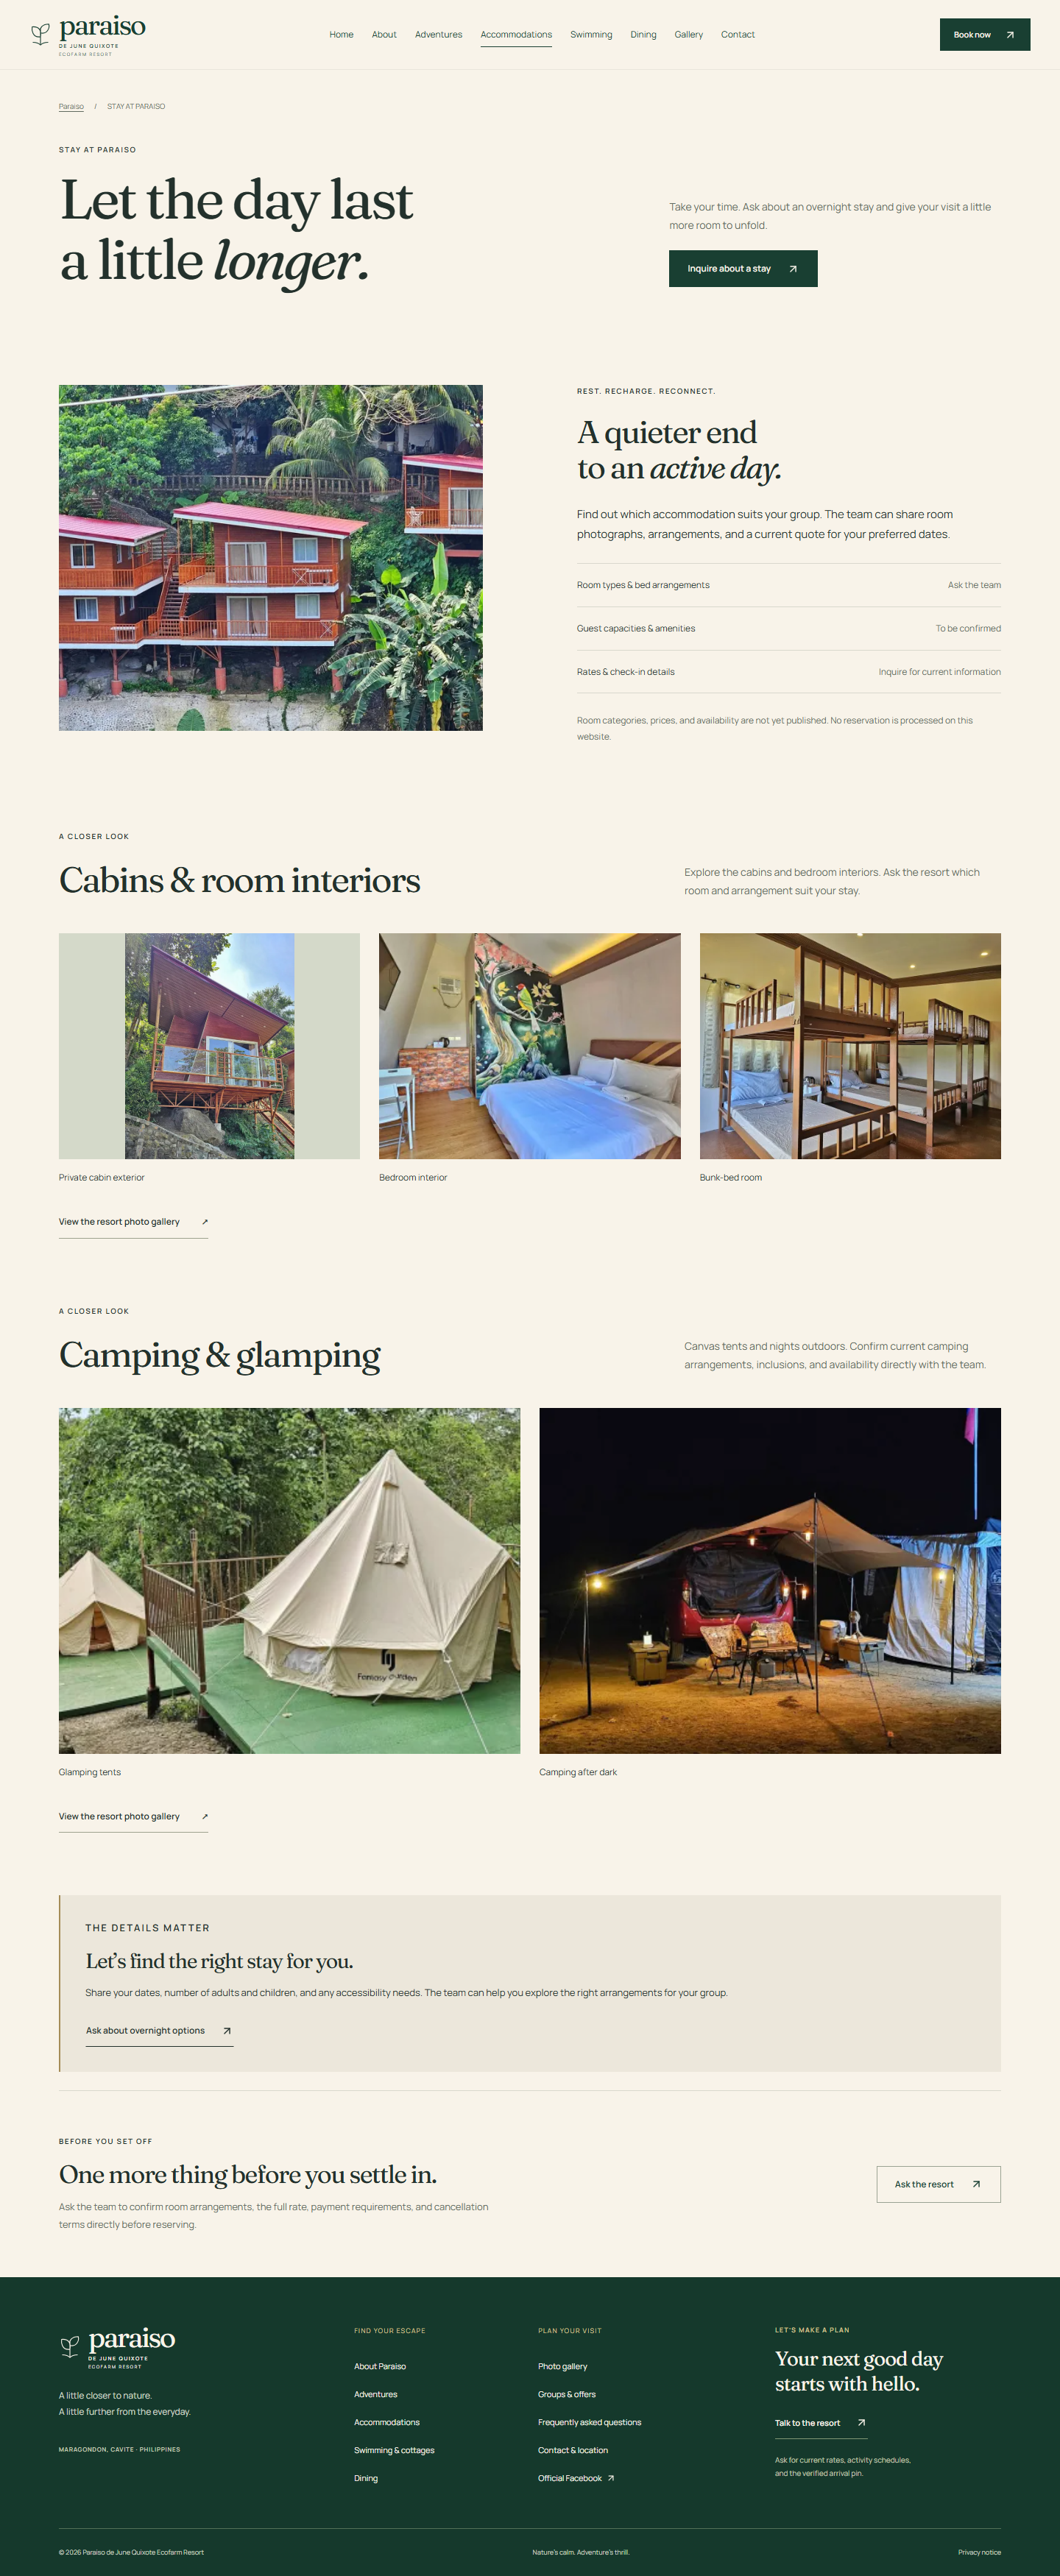 paraiso
DE JUNE QUIXOTE
ECOFARM RESORT
Home About Adventures Accommodations Swimming Dining Gallery Contact
Book now
Paraiso / STAY AT PARAISO
STAY AT PARAISO
Let the day last
a little longer.
Take your time. Ask about an overnight stay and give your visit a little
more room to unfold.
Inquire about a stay
REST. RECHARGE. RECONNECT.
A quieter end
to an active day.
Find out which accommodation suits your group. The team can share room
photographs, arrangements, and a current quote for your preferred dates.
Room types & bed arrangements Ask the team
Guest capacities & amenities To be confirmed
Rates & check-in details Inquire for current information
Room categories, prices, and availability are not yet published. No reservation is processed on this
website.
A CLOSER LOOK
Cabins & room interiors
Explore the cabins and bedroom interiors. Ask the resort which
room and arrangement suit your stay.
Private cabin exterior
Bedroom interior
Bunk-bed room
View the resort photo gallery ↗
A CLOSER LOOK
Camping & glamping
Canvas tents and nights outdoors. Confirm current camping
arrangements, inclusions, and availability directly with the team.
Fantasy Garden
Glamping tents
Camping after dark
View the resort photo gallery ↗
THE DETAILS MATTER
Let’s find the right stay for you.
Share your dates, number of adults and children, and any accessibility needs. The team can help you explore the right arrangements for your group.
Ask about overnight options
BEFORE YOU SET OFF
One more thing before you settle in.
Ask the team to confirm room arrangements, the full rate, payment requirements, and cancellation
terms directly before reserving.
Ask the resort
paraiso
DE JUNE QUIXOTE
ECOFARM RESORT
A little closer to nature.
A little further from the everyday.
MARAGONDON, CAVITE · PHILIPPINES
FIND YOUR ESCAPE
About Paraiso
Adventures
Accommodations
Swimming & cottages
Dining
PLAN YOUR VISIT
Photo gallery
Groups & offers
Frequently asked questions
Contact & location
Official Facebook
LET'S MAKE A PLAN
Your next good day
starts with hello.
Talk to the resort
Ask for current rates, activity schedules,
and the verified arrival pin.
© 2026 Paraiso de June Quixote Ecofarm Resort
Nature's calm. Adventure's thrill.
Privacy notice